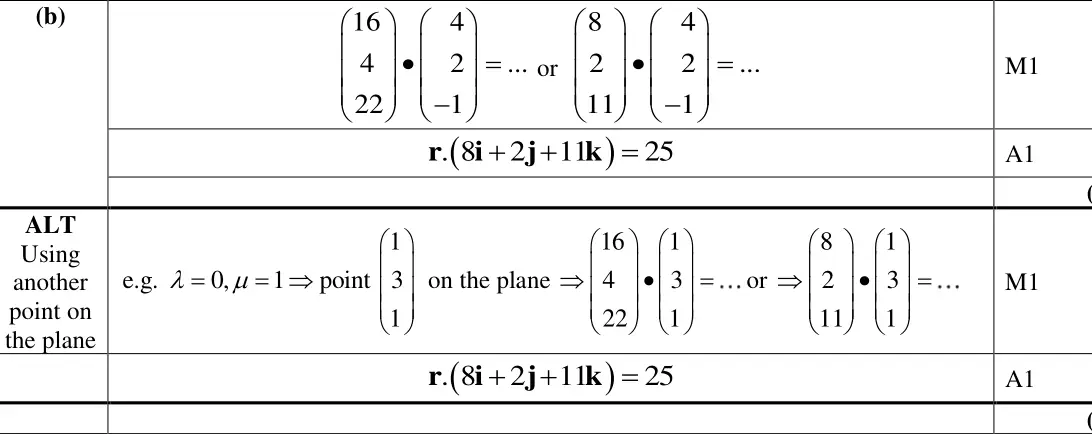 (b)
(16 4 22) • (4 2 −1) = ... or (8 2 11) • (4 2 −1) = ...
M1
r.(8i + 2j + 11k) = 25
A1
(
ALT
Using
another
point on
the plane
e.g. λ = 0, μ = 1 ⇒ point (1 3 1) on the plane ⇒ (16 4 22) • (1 3 1) = … or ⇒ (8 2 11) • (1 3 1) = …
M1
r.(8i + 2j + 11k) = 25
A1
(